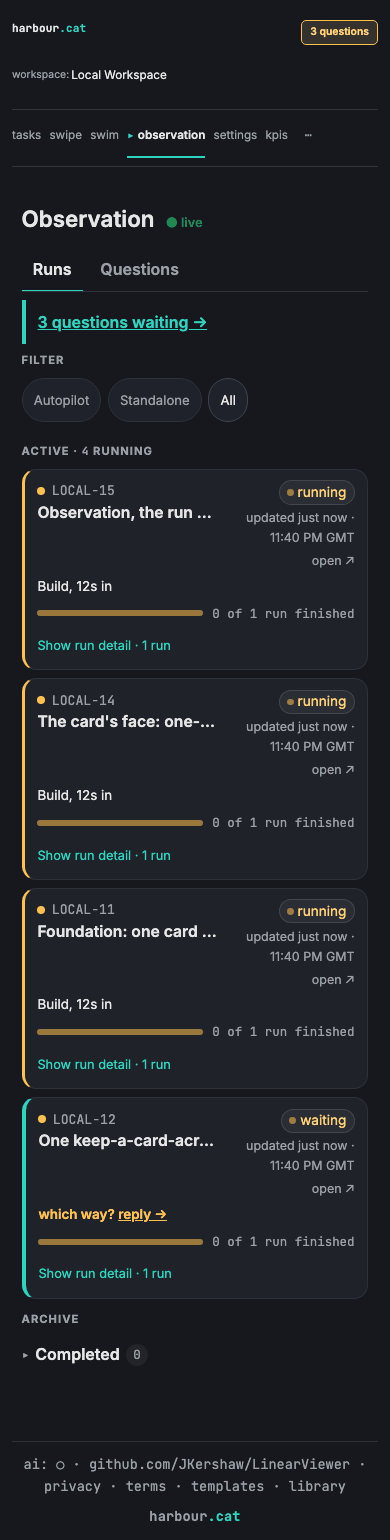 harbour.cat
3 questions
workspace: Local Workspace
tasks swipe swim ▸ observation settings kpis ⋯
Observation ● live
Runs Questions
3 questions waiting →
FILTER
Autopilot Standalone All
ACTIVE · 4 RUNNING
LOCAL-15 running
Observation, the run ... updated just now ·
11:40 PM GMT
open ↗
Build, 12s in
0 of 1 run finished
Show run detail · 1 run
LOCAL-14 running
The card's face: one-... updated just now ·
11:40 PM GMT
open ↗
Build, 12s in
0 of 1 run finished
Show run detail · 1 run
LOCAL-11 running
Foundation: one card ... updated just now ·
11:40 PM GMT
open ↗
Build, 12s in
0 of 1 run finished
Show run detail · 1 run
LOCAL-12 waiting
One keep-a-card-acr... updated just now ·
11:40 PM GMT
open ↗
which way? reply →
0 of 1 run finished
Show run detail · 1 run
ARCHIVE
▸ Completed 0
ai: ○ · github.com/JKershaw/LinearViewer ·
privacy · terms · templates · library
harbour.cat